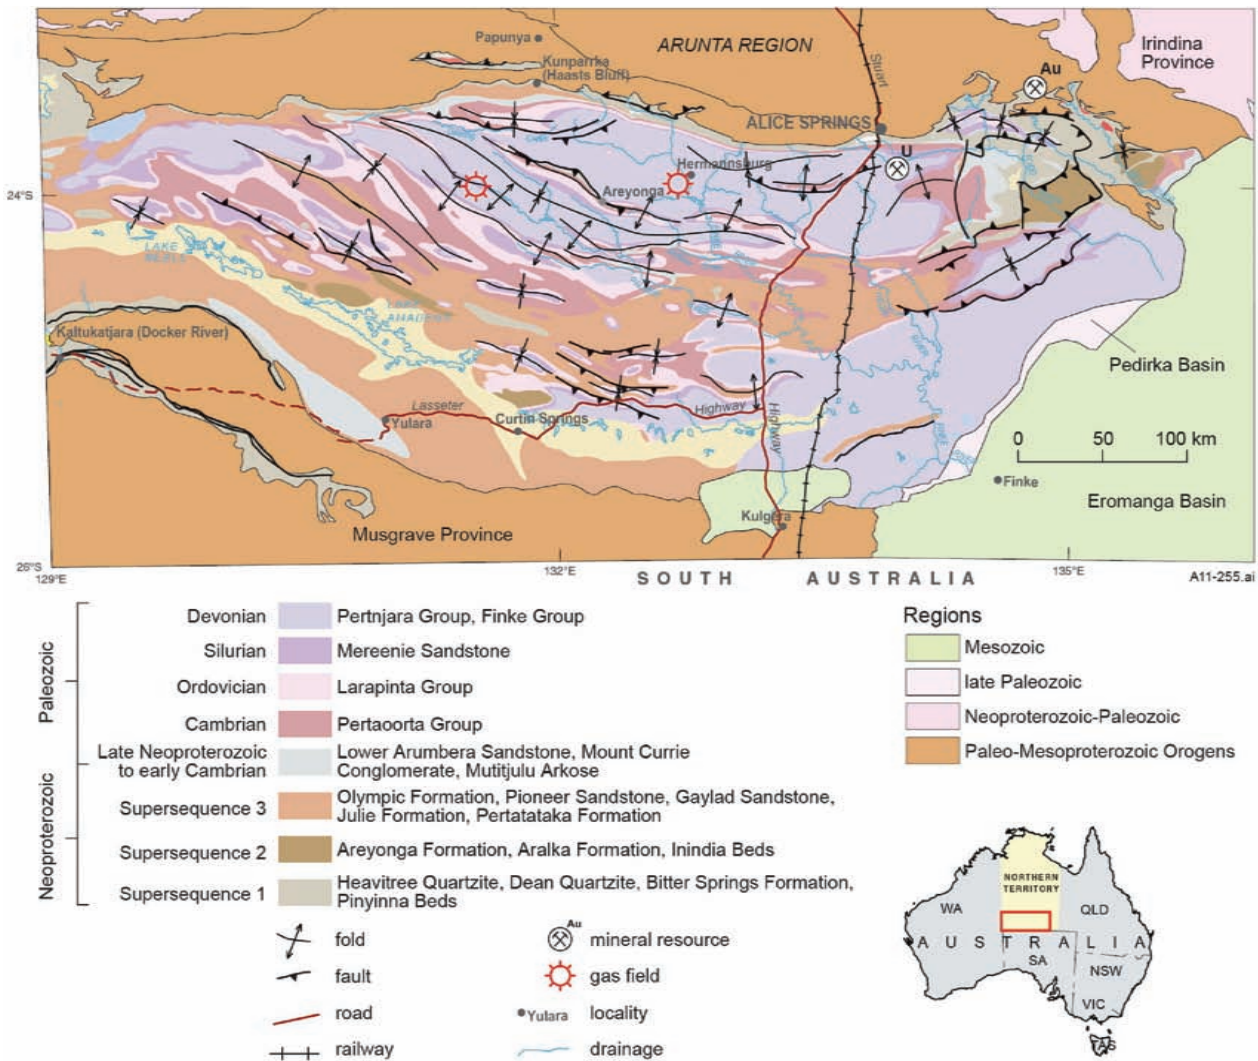 Papunya
ARUNTA REGION
Irindina
Province
Kunparrka
(Haasts Bluff)
Stuart
Au
ALICE SPRINGS
U
Hermannsburg
24°S
Areyonga
LAKE
NEALE
LAKE
AMADEUS
Kaltukatjara (Docker River)
Pedirka Basin
Lasseter
Highway
Highway
Yulara
Curtin Springs
0 50 100 km
Finke
Eromanga Basin
Kulgera
Musgrave Province
26°S
129°E
132°E
135°E
SOUTH AUSTRALIA
A11-255.ai
Paleozoic
Neoproterozoic
Devonian Pertnjara Group, Finke Group
Silurian Mereenie Sandstone
Ordovician Larapinta Group
Cambrian Pertaoorta Group
Late Neoproterozoic
to early Cambrian
Lower Arumbera Sandstone, Mount Currie
Conglomerate, Mutitjulu Arkose
Supersequence 3
Olympic Formation, Pioneer Sandstone, Gaylad Sandstone,
Julie Formation, Pertatataka Formation
Supersequence 2 Areyonga Formation, Aralka Formation, Inindia Beds
Supersequence 1
Heavitree Quartzite, Dean Quartzite, Bitter Springs Formation,
Pinyinna Beds
fold
fault
road
railway
Au
mineral resource
gas field
Yulara locality
drainage
Regions
Mesozoic
late Paleozoic
Neoproterozoic-Paleozoic
Paleo-Mesoproterozoic Orogens
NORTHERN
TERRITORY
WA
QLD
AUSTRALIA
SA
NSW
VIC
TAS